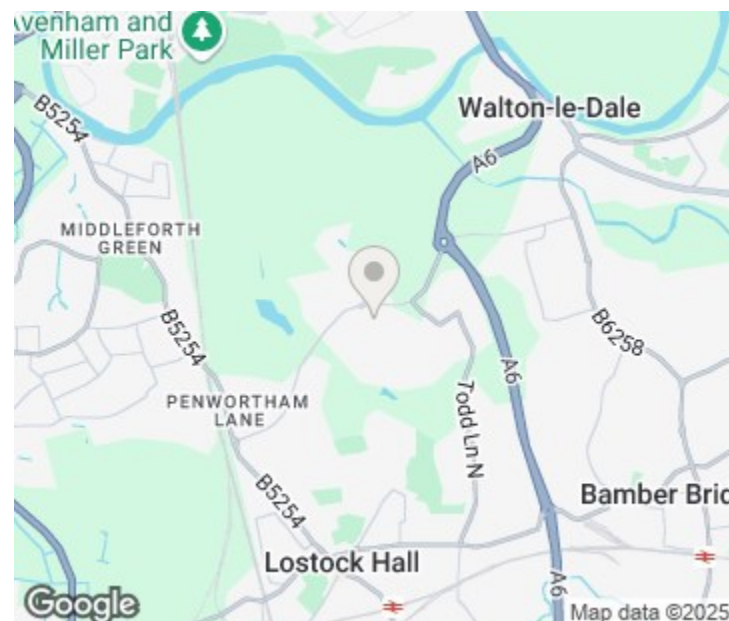 Avenham and
Miller Park
B5254
Walton-le-Dale
A6
MIDDLEFORTH
GREEN
B5254
B6258
A6
PENWORTHAM
LANE
Todd Ln N
B5254
Bamber Brid
Lostock Hall
A6
Google
Map data ©2025